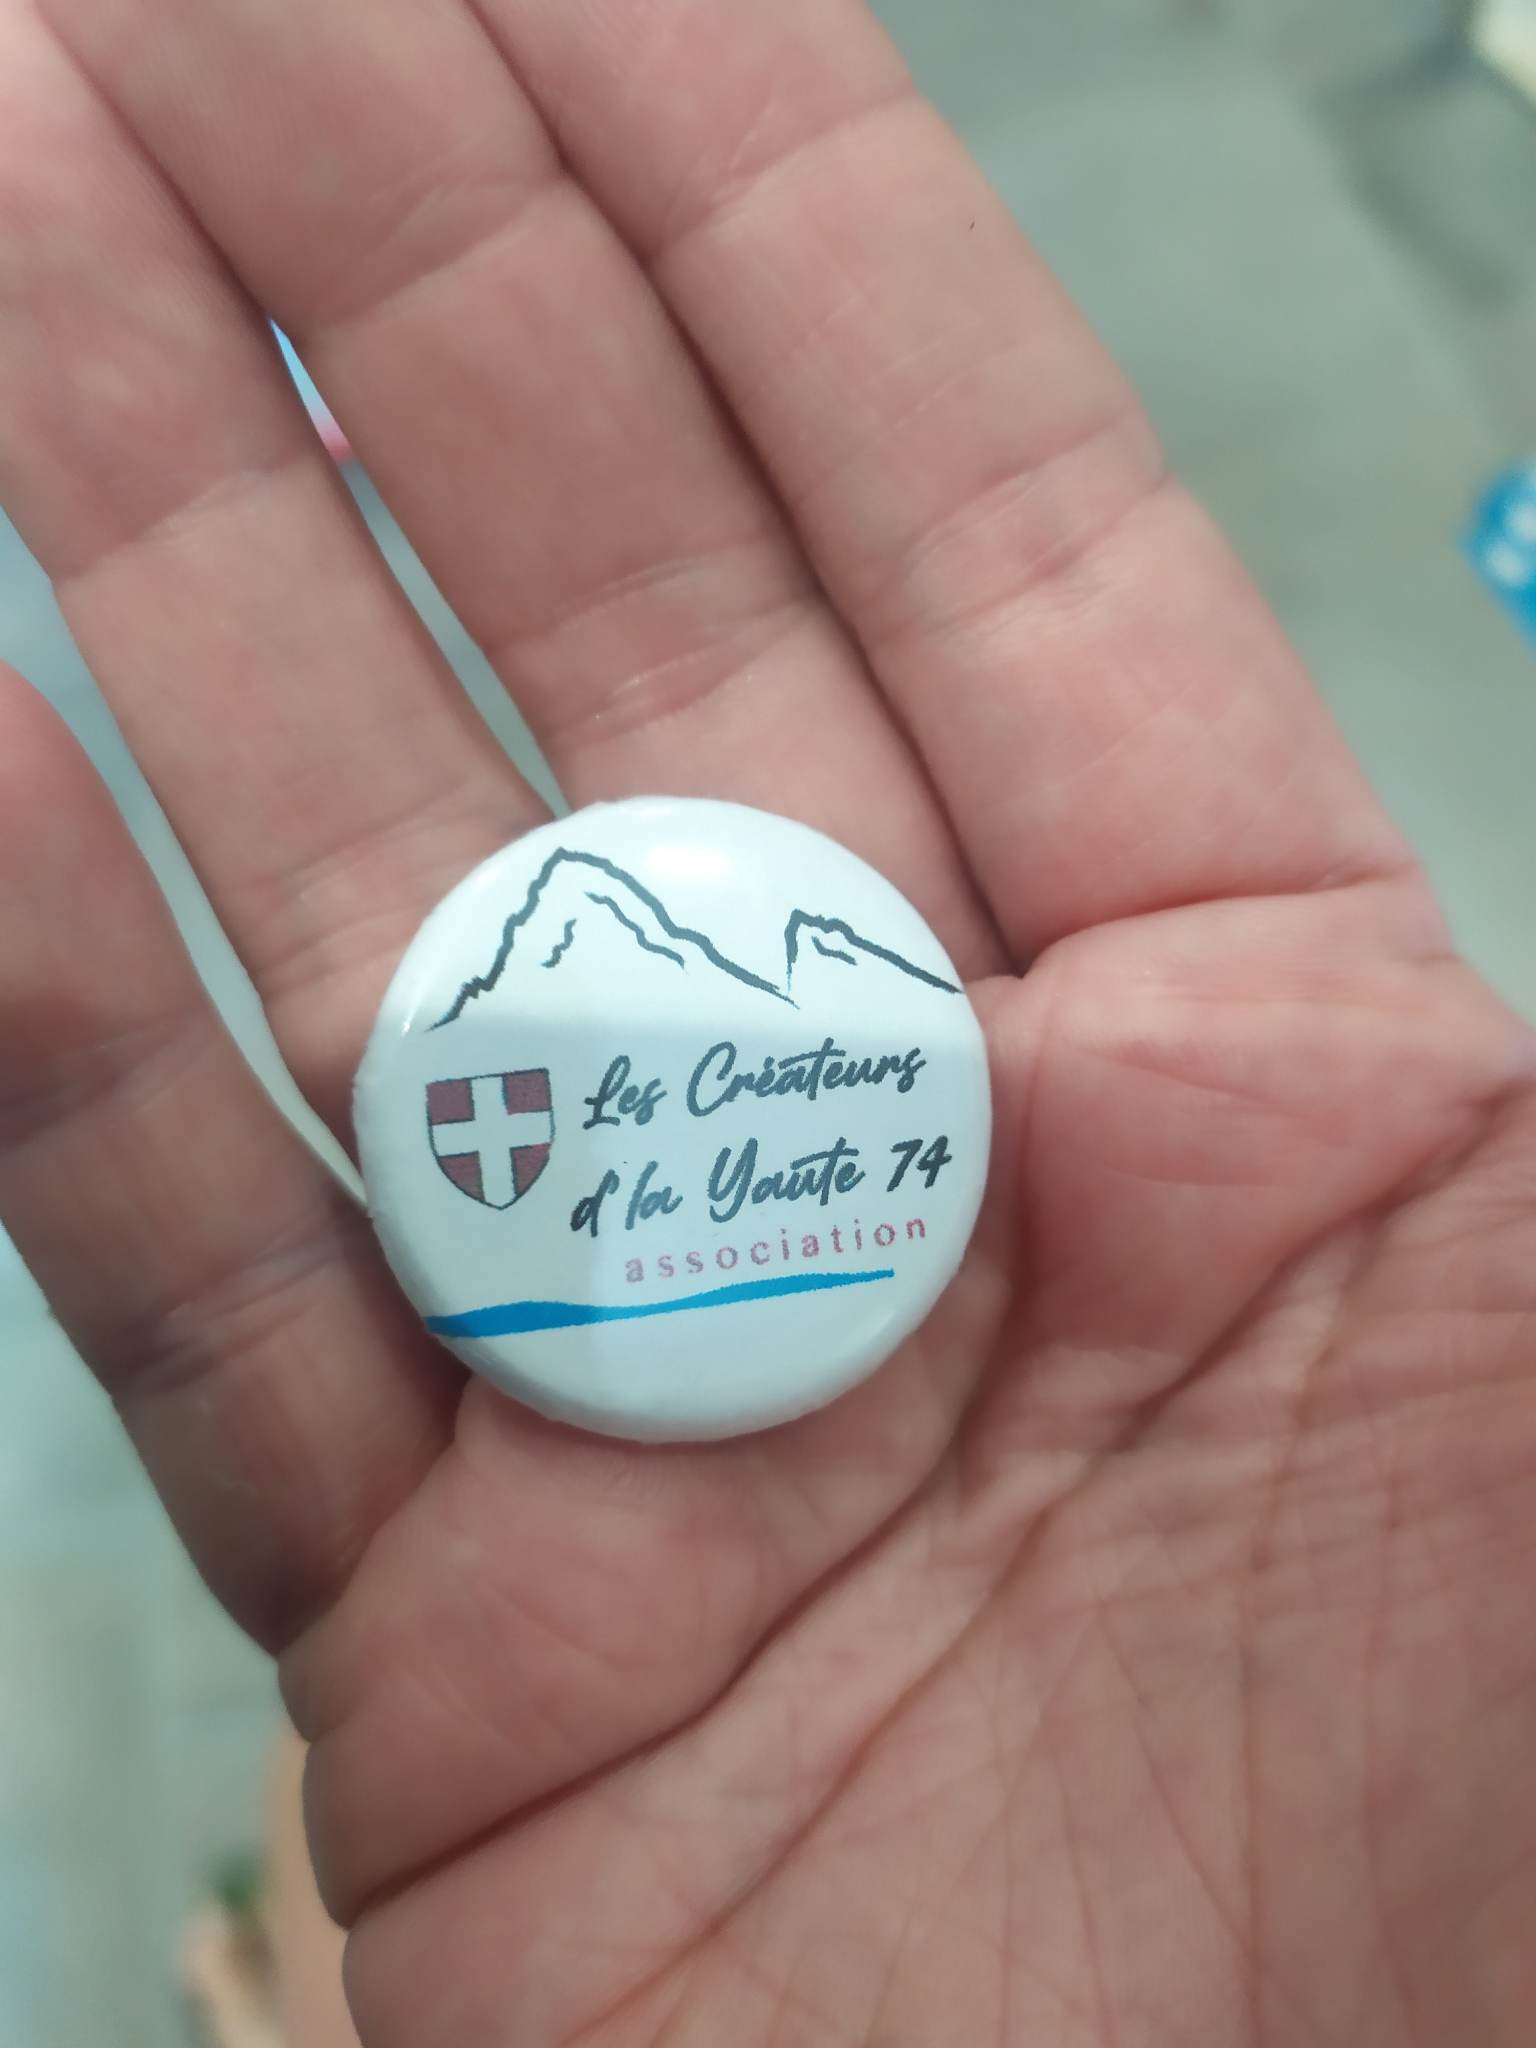 Les Créateurs
d'la Yaute 74
association